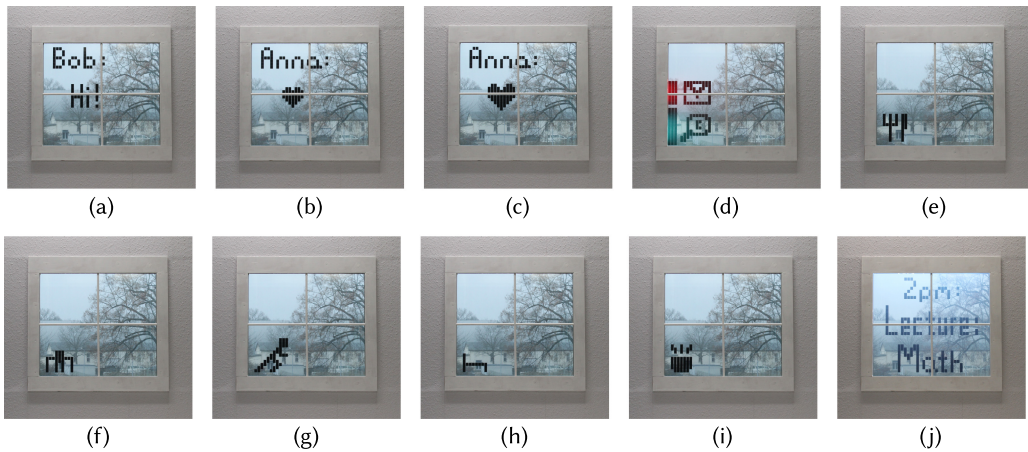 Bob:
Hi!
Anna:
Anna:
(a)
(b)
(c)
(d)
(e)
2pm:
Lecture:
Math
(f)
(g)
(h)
(i)
(j)